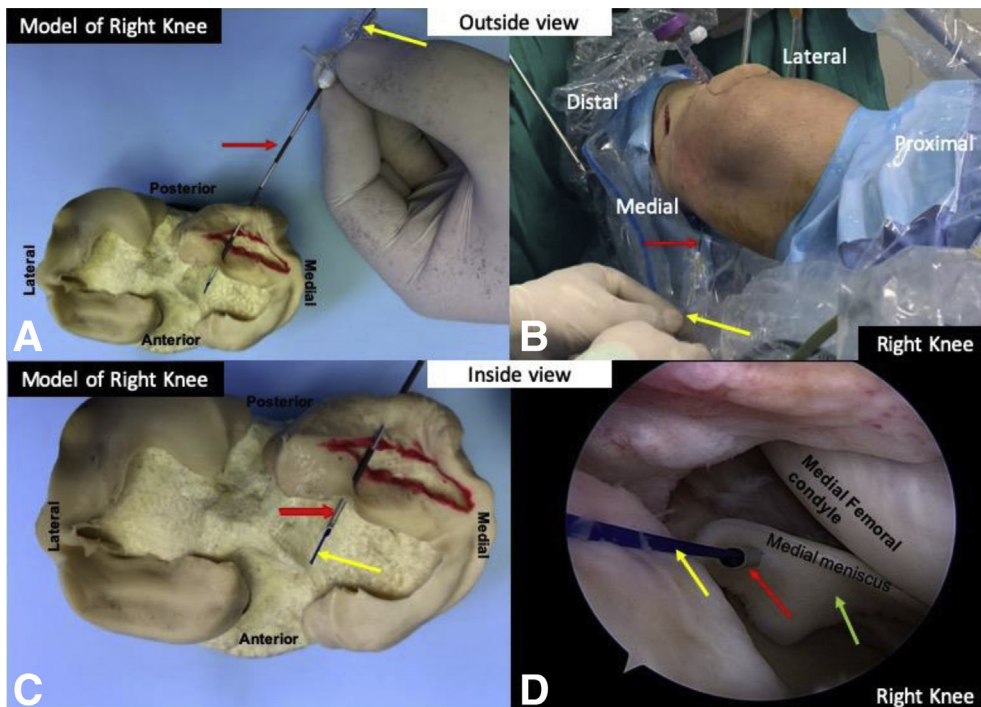 Model of Right Knee
Outside view
Posterior
Lateral
Medial
Anterior
A
Lateral
Distal
Proximal
Medial
B
Right Knee
Model of Right Knee
Inside view
Posterior
Lateral
Medial
Anterior
C
Medial Femoral
condyle
Medial meniscus
D
Right Knee